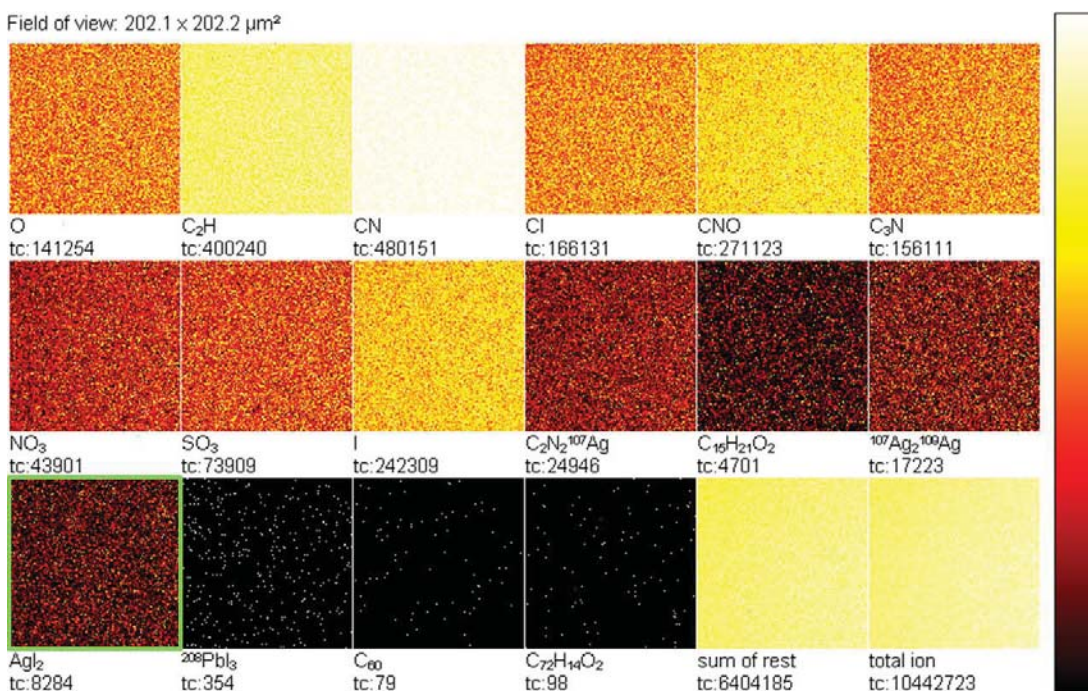 Field of view: 202.1 x 202.2 µm²
O C₂H CN Cl CNO C₃N
tc:141254 tc:400240 tc:480151 tc:166131 tc:271123 tc:156111
NO₃ SO₃ I C₂N₂¹⁰⁷Ag C₁₅H₂₁O₂ ¹⁰⁷Ag₂¹⁰⁹Ag
tc:43901 tc:73909 tc:242309 tc:24946 tc:4701 tc:17223
AgI₂ ²⁰⁸PbI₃ C₆₀ C₇₂H₁₄O₂ sum of rest total ion
tc:8284 tc:354 tc:79 tc:98 tc:6404185 tc:10442723